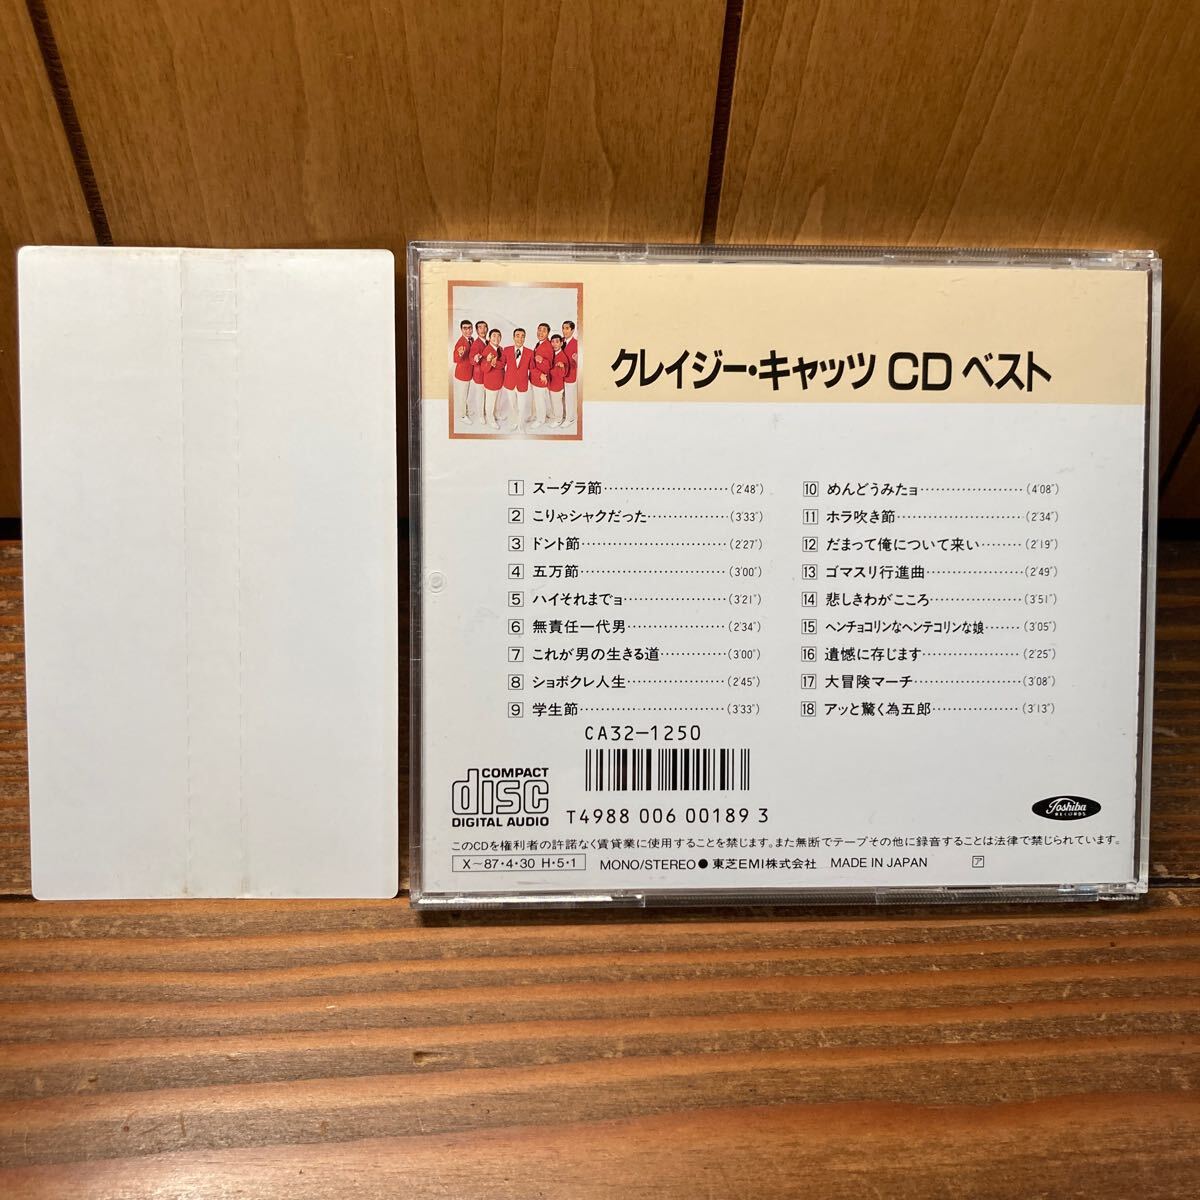 クレイジー・キャッツ CD ベスト
1 スーダラ節……………………(2′48″)
2 こりゃシャクだった……………(3′33″)
3 ドント節………………………(2′27″)
4 五万節…………………………(3′00″)
5 ハイそれまでョ…………………(3′21″)
6 無責任一代男…………………(2′34″)
7 これが男の生きる道……………(3′00″)
8 ショボクレ人生…………………(2′45″)
9 学生節…………………………(3′33″)
10 めんどうみたョ…………………(4′08″)
11 ホラ吹き節………………………(2′34″)
12 だまって俺について来い………(2′19″)
13 ゴマスリ行進曲…………………(2′49″)
14 悲しきわがこころ………………(3′51″)
15 ヘンチョコリンなヘンテコリンな娘……(3′05″)
16 遺憾に存じます…………………(2′25″)
17 大冒険マーチ……………………(3′08″)
18 アッと驚く為五郎………………(3′13″)
CA32-1250
COMPACT
disc
DIGITAL AUDIO
T4988 006 00189 3
Toshiba
RECORDS
このCDを権利者の許諾なく賃貸業に使用することを禁じます。また無断でテープその他に録音することは法律で禁じられています。
X〜87・4・30 H・5・1 MONO/STEREO●東芝EMI株式会社 MADE IN JAPAN ア